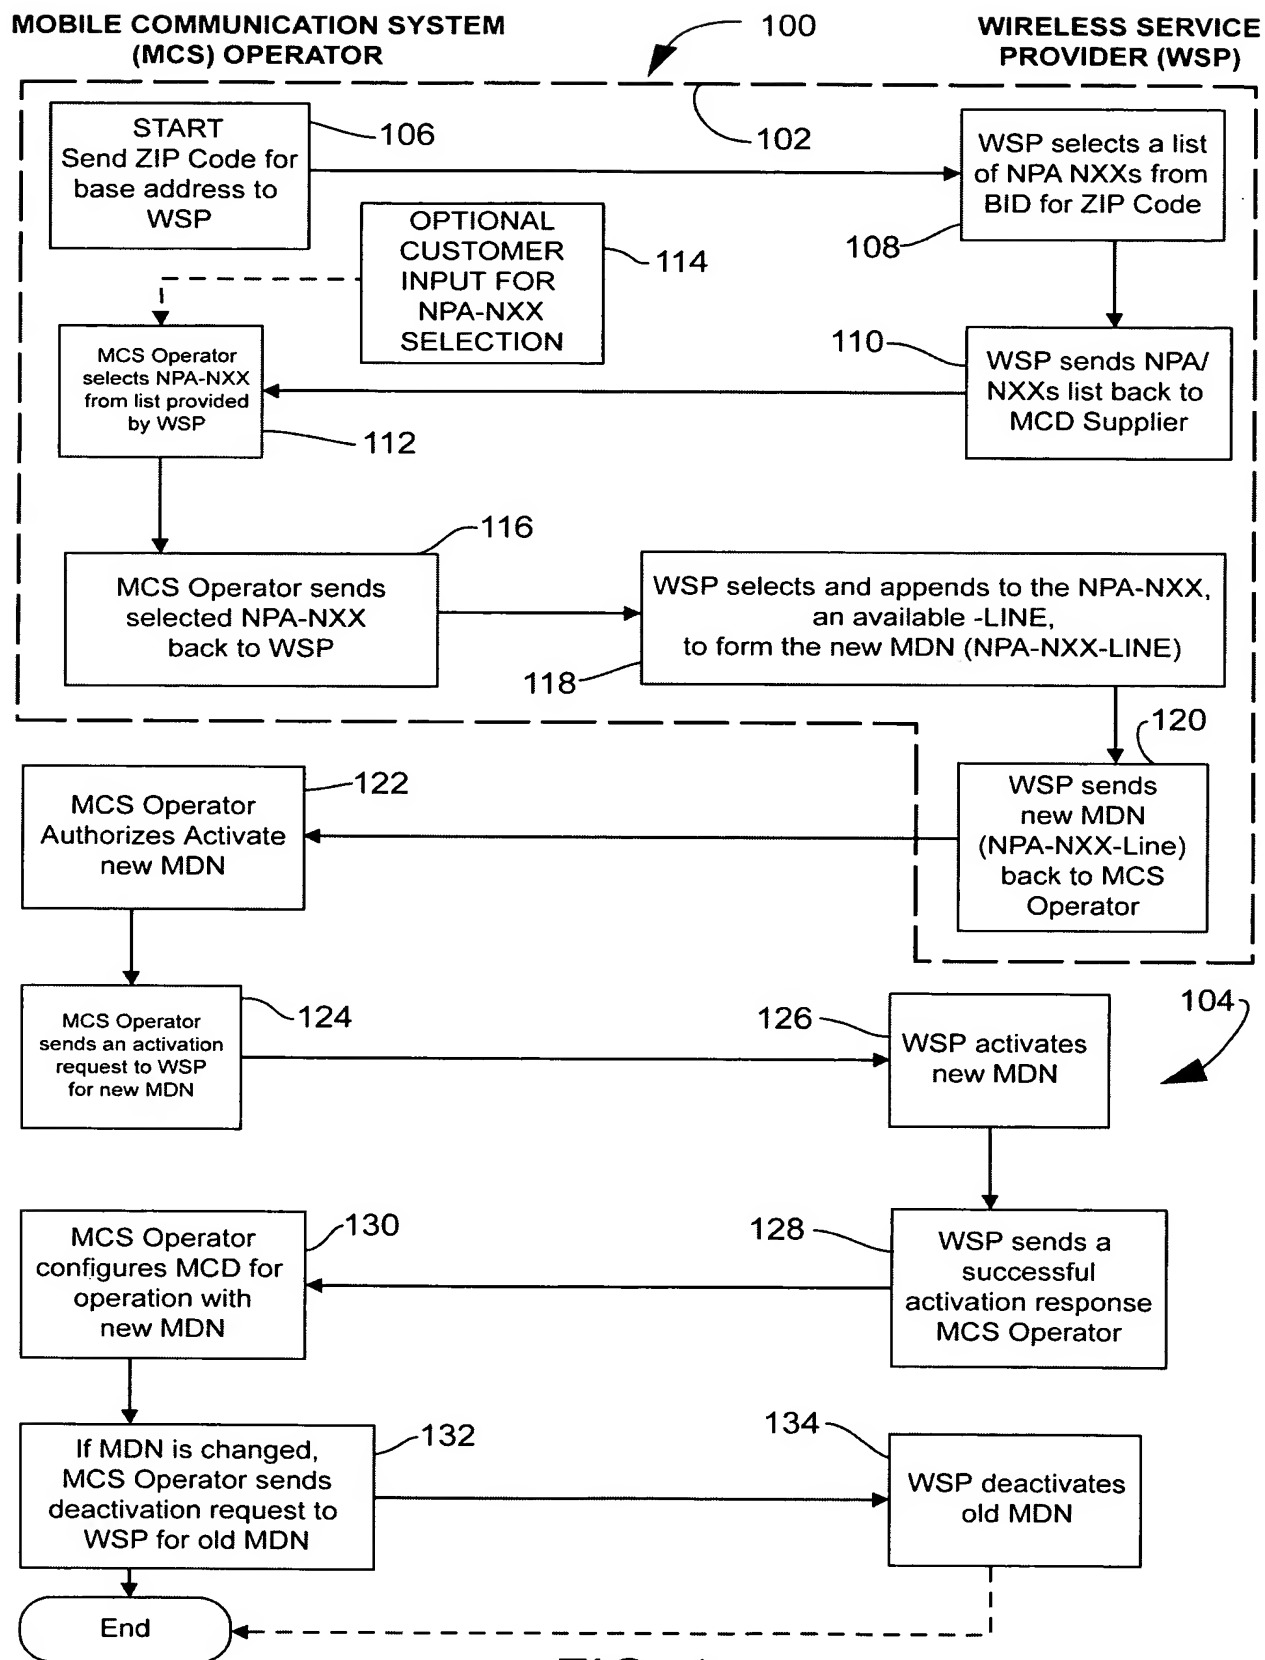 MOBILE COMMUNICATION SYSTEM
(MCS) OPERATOR
100
WIRELESS SERVICE
PROVIDER (WSP)
START
Send ZIP Code for
base address to
WSP
106
102
WSP selects a list
of NPA NXXs from
BID for ZIP Code
108
OPTIONAL
CUSTOMER
INPUT FOR
NPA-NXX
SELECTION
114
MCS Operator
selects NPA-NXX
from list provided
by WSP
112
110
WSP sends NPA/
NXXs list back to
MCD Supplier
116
MCS Operator sends
selected NPA-NXX
back to WSP
WSP selects and appends to the NPA-NXX,
an available -LINE,
to form the new MDN (NPA-NXX-LINE)
118
120
MCS Operator
Authorizes Activate
new MDN
122
WSP sends
new MDN
(NPA-NXX-Line)
back to MCS
Operator
MCS Operator
sends an activation
request to WSP
for new MDN
124
126
WSP activates
new MDN
104
MCS Operator
configures MCD for
operation with
new MDN
130
128
WSP sends a
successful
activation response
MCS Operator
If MDN is changed,
MCS Operator sends
deactivation request to
WSP for old MDN
132
134
WSP deactivates
old MDN
End